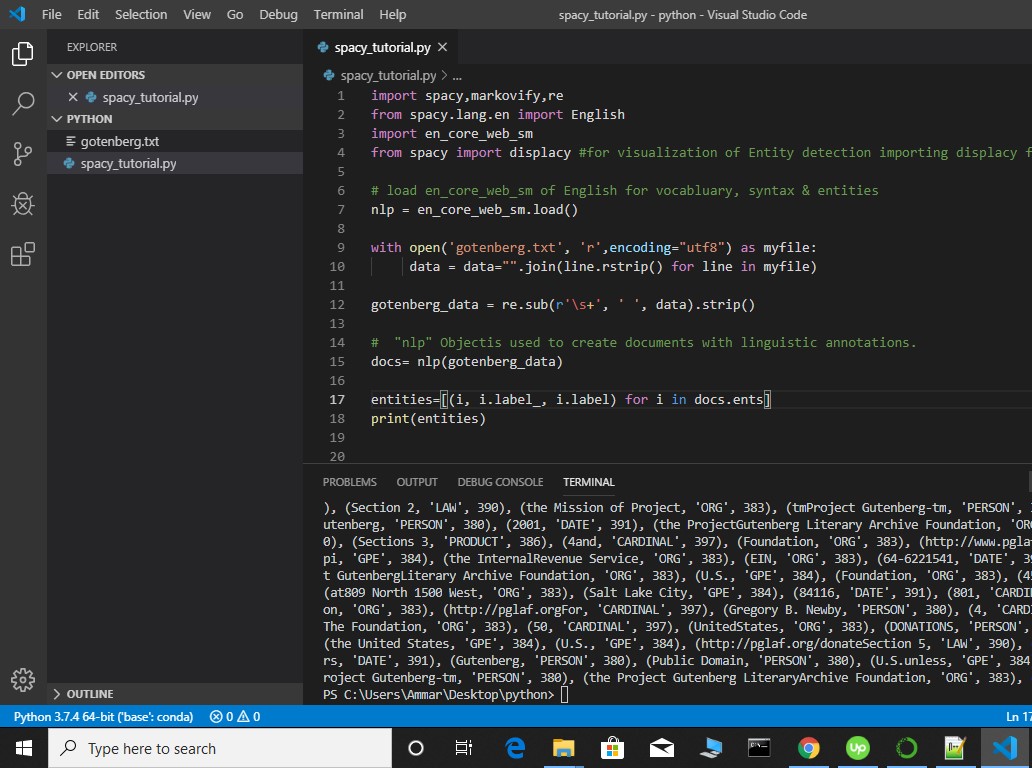 File Edit Selection View Go Debug Terminal Help spacy_tutorial.py - python - Visual Studio Code
EXPLORER
OPEN EDITORS
spacy_tutorial.py
PYTHON
gotenberg.txt
spacy_tutorial.py
OUTLINE
spacy_tutorial.py
spacy_tutorial.py > ...
1 import spacy,markovify,re
2 from spacy.lang.en import English
3 import en_core_web_sm
4 from spacy import displacy #for visualization of Entity detection importing displacy f
5
6 # load en_core_web_sm of English for vocabluary, syntax & entities
7 nlp = en_core_web_sm.load()
8
9 with open('gotenberg.txt', 'r',encoding="utf8") as myfile:
10 data = data="".join(line.rstrip() for line in myfile)
11
12 gotenberg_data = re.sub(r'\s+', ' ', data).strip()
13
14 #  "nlp" Objectis used to create documents with linguistic annotations.
15 docs= nlp(gotenberg_data)
16
17 entities=[(i, i.label_, i.label) for i in docs.ents]
18 print(entities)
19
20
PROBLEMS OUTPUT DEBUG CONSOLE TERMINAL
), (Section 2, 'LAW', 390), (the Mission of Project, 'ORG', 383), (tmProject Gutenberg-tm, 'PERSON',
utenberg, 'PERSON', 380), (2001, 'DATE', 391), (the ProjectGutenberg Literary Archive Foundation, 'OR
0), (Sections 3, 'PRODUCT', 386), (4and, 'CARDINAL', 397), (Foundation, 'ORG', 383), (http://www.pgla
pi, 'GPE', 384), (the InternalRevenue Service, 'ORG', 383), (EIN, 'ORG', 383), (64-6221541, 'DATE',
t GutenbergLiterary Archive Foundation, 'ORG', 383), (U.S., 'GPE', 384), (Foundation, 'ORG', 383), (4
(at809 North 1500 West, 'ORG', 383), (Salt Lake City, 'GPE', 384), (84116, 'DATE', 391), (801, 'CARDI
on, 'ORG', 383), (http://pglaf.orgFor, 'CARDINAL', 397), (Gregory B. Newby, 'PERSON', 380), (4, 'CARD
The Foundation, 'ORG', 383), (50, 'CARDINAL', 397), (UnitedStates, 'ORG', 383), (DONATIONS, 'PERSON',
(the United States, 'GPE', 384), (U.S., 'GPE', 384), (http://pglaf.org/donateSection 5, 'LAW', 390),
rs, 'DATE', 391), (Gutenberg, 'PERSON', 380), (Public Domain, 'PERSON', 380), (U.S.unless, 'GPE', 384
roject Gutenberg-tm, 'PERSON', 380), (the Project Gutenberg LiteraryArchive Foundation, 'ORG', 383),
PS C:\Users\Ammar\Desktop\python>
Python 3.7.4 64-bit ('base': conda) 0 0 Ln 17
Type here to search
up